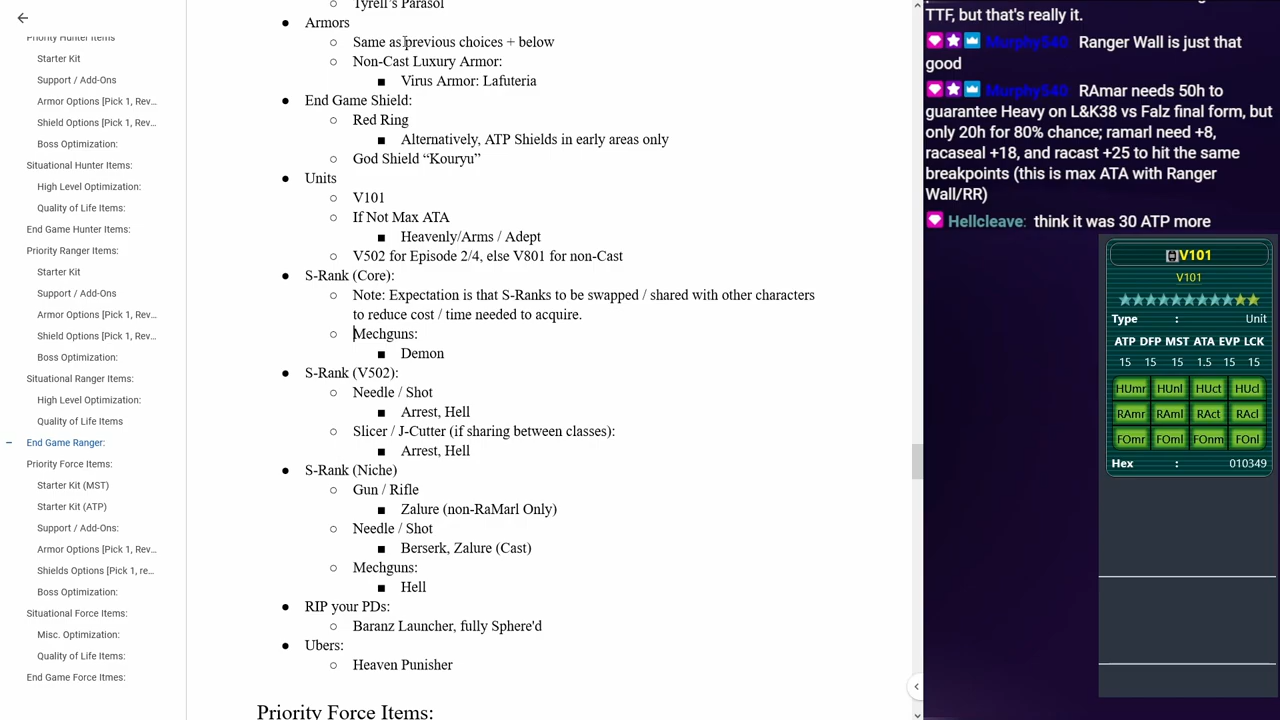 Priority Hunter Items
Starter Kit
Support / Add-Ons
Armor Options [Pick 1, Rev…
Shield Options [Pick 1, Rev…
Boss Optimization:
Situational Hunter Items:
High Level Optimization:
Quality of Life Items:
End Game Hunter Items:
Priority Ranger Items:
Starter Kit
Support / Add-Ons:
Armor Options [Pick 1, Rev…
Shield Options [Pick 1, Rev…
Boss Optimization:
Situational Ranger Items:
High Level Optimization:
Quality of Life Items
End Game Ranger:
Priority Force Items:
Starter Kit (MST)
Starter Kit (ATP)
Support / Add-Ons:
Armor Options [Pick 1, Rev…
Shields Options [Pick 1, re…
Boss Optimization:
Situational Force Items:
Misc. Optimization:
Quality of Life Items:
End Game Force Itmes:
Tyrell's Parasol
● Armors
○ Same as previous choices + below
○ Non-Cast Luxury Armor:
■ Virus Armor: Lafuteria
● End Game Shield:
○ Red Ring
■ Alternatively, ATP Shields in early areas only
○ God Shield “Kouryu”
● Units
○ V101
○ If Not Max ATA
■ Heavenly/Arms / Adept
○ V502 for Episode 2/4, else V801 for non-Cast
● S-Rank (Core):
○ Note: Expectation is that S-Ranks to be swapped / shared with other characters
to reduce cost / time needed to acquire.
○ Mechguns:
■ Demon
● S-Rank (V502):
○ Needle / Shot
■ Arrest, Hell
○ Slicer / J-Cutter (if sharing between classes):
■ Arrest, Hell
● S-Rank (Niche)
○ Gun / Rifle
■ Zalure (non-RaMarl Only)
○ Needle / Shot
■ Berserk, Zalure (Cast)
○ Mechguns:
■ Hell
● RIP your PDs:
○ Baranz Launcher, fully Sphere'd
● Ubers:
○ Heaven Punisher
Priority Force Items:
TTF, but that's really it.
Murphy540 Ranger Wall is just that
good
Murphy540 RAmar needs 50h to
guarantee Heavy on L&K38 vs Falz final form, but
only 20h for 80% chance; ramarl need +8,
racaseal +18, and racast +25 to hit the same
breakpoints (this is max ATA with Ranger
Wall/RR)
Hellcleave: think it was 30 ATP more
V101
V101
Type : Unit
ATP DFP MST ATA EVP LCK
15 15 15 1.5 15 15
HUmr HUnl HUct HUcl
RAmr RAml RAct RAcl
FOmr FOml FOnm FOnl
Hex : 010349